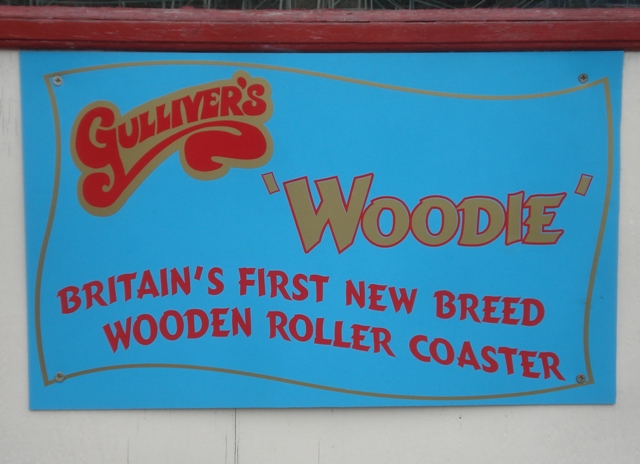 GULLIVER'S
'WOODIE'
BRITAIN'S FIRST NEW BREED
WOODEN ROLLER COASTER